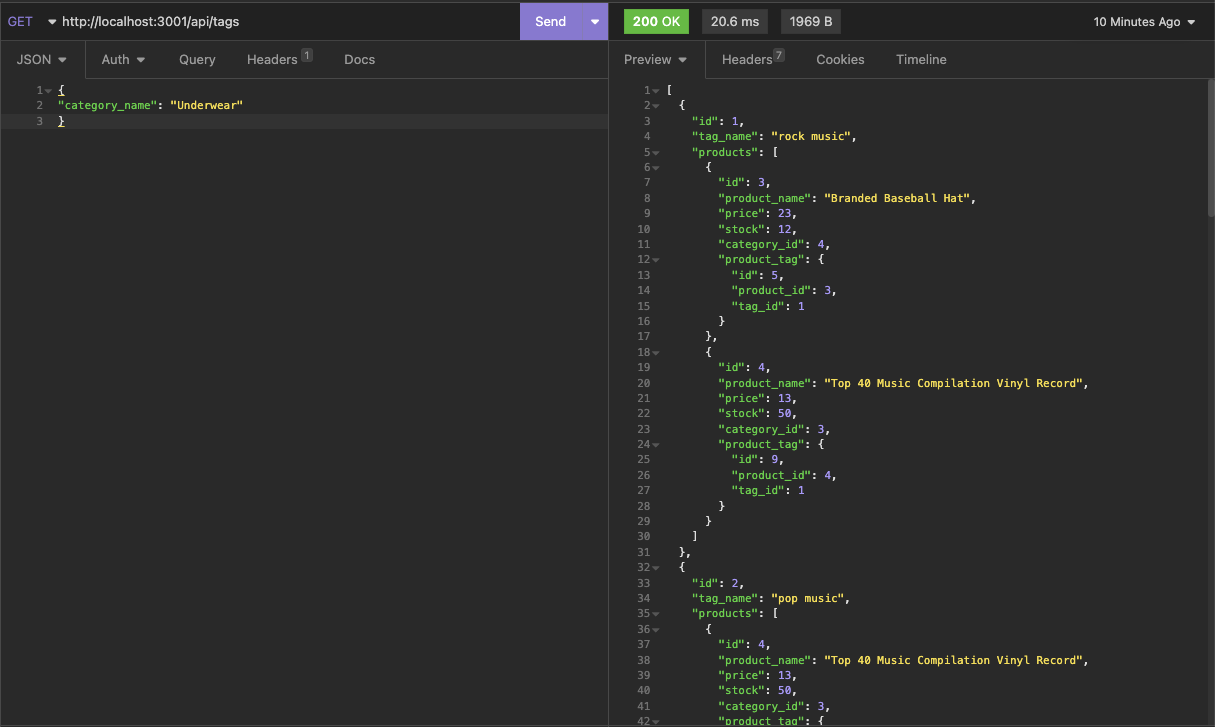 GET http://localhost:3001/api/tags Send 200 OK 20.6 ms 1969 B 10 Minutes Ago
JSON Auth Query Headers 1 Docs Preview Headers 7 Cookies Timeline
1 {
2 "category_name": "Underwear"
3 }
1 [
2 {
3 "id": 1,
4 "tag_name": "rock music",
5 "products": [
6 {
7 "id": 3,
8 "product_name": "Branded Baseball Hat",
9 "price": 23,
10 "stock": 12,
11 "category_id": 4,
12 "product_tag": {
13 "id": 5,
14 "product_id": 3,
15 "tag_id": 1
16 }
17 },
18 {
19 "id": 4,
20 "product_name": "Top 40 Music Compilation Vinyl Record",
21 "price": 13,
22 "stock": 50,
23 "category_id": 3,
24 "product_tag": {
25 "id": 9,
26 "product_id": 4,
27 "tag_id": 1
28 }
29 }
30 ]
31 },
32 {
33 "id": 2,
34 "tag_name": "pop music",
35 "products": [
36 {
37 "id": 4,
38 "product_name": "Top 40 Music Compilation Vinyl Record",
39 "price": 13,
40 "stock": 50,
41 "category_id": 3,
42 "product_tag": {